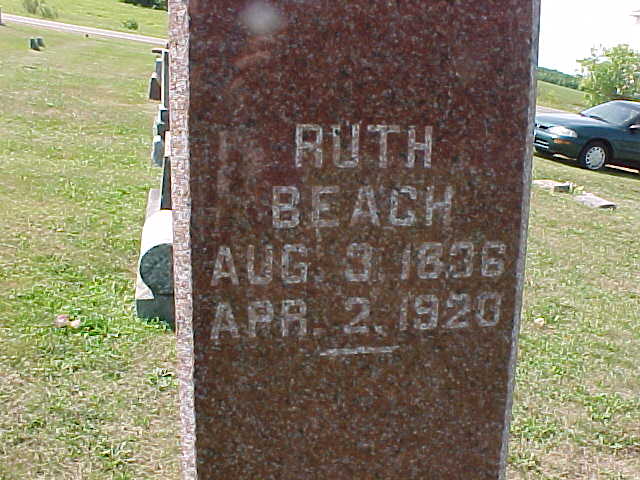 RUTH
BEACH
AUG. 3. 1836
APR. 2. 1920